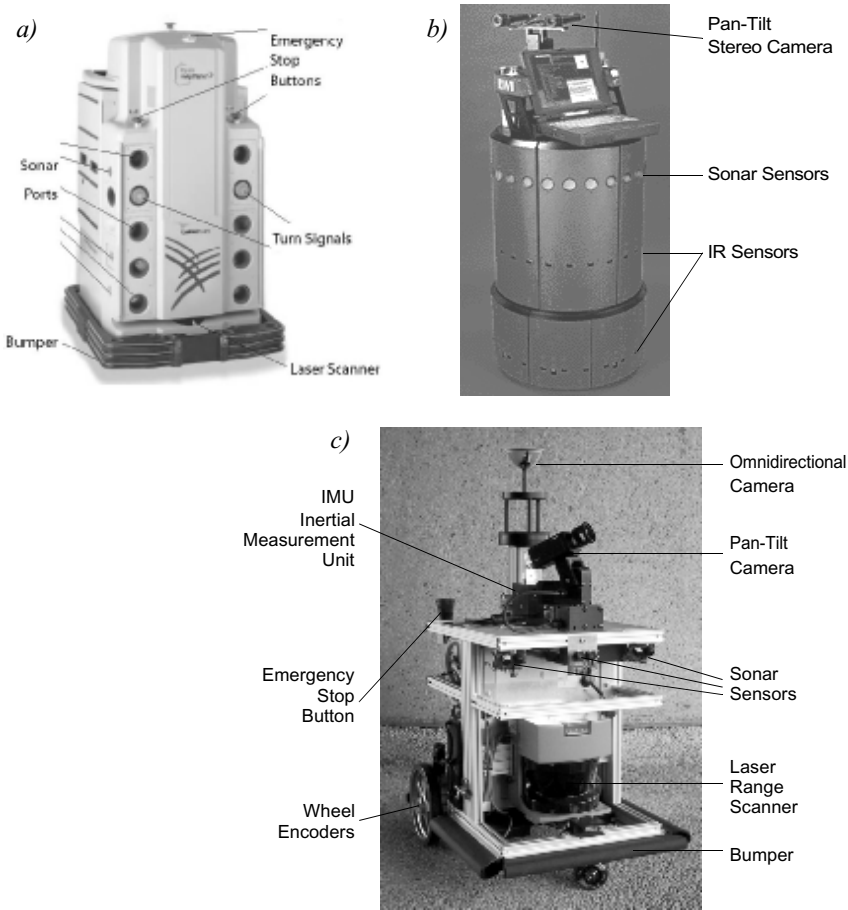 a)
Emergency
Stop
Buttons
Sonar
Ports
Turn Signals
Bumper
Laser Scanner
b)
Pan-Tilt
Stereo Camera
Sonar Sensors
IR Sensors
c)
Omnidirectional
Camera
IMU
Inertial
Measurement
Unit
Pan-Tilt
Camera
Emergency
Stop
Button
Sonar
Sensors
Laser
Range
Scanner
Wheel
Encoders
Bumper